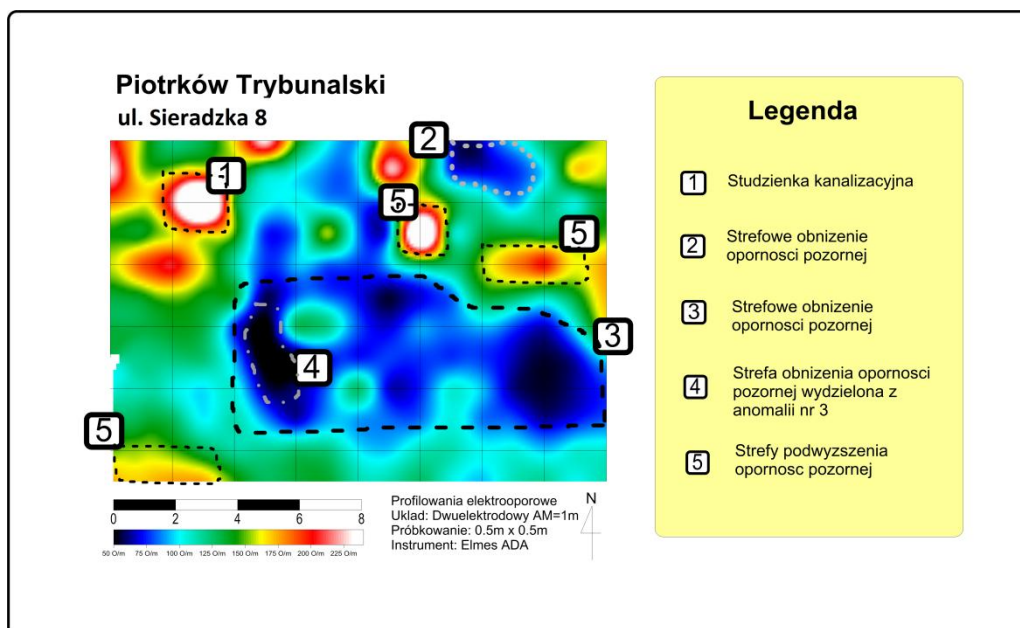 Piotrków Trybunalski
ul. Sieradzka 8
2
1
5
5
3
4
5
0 2 4 6 8
50 O/m 75 O/m 100 O/m 125 O/m 150 O/m 175 O/m 200 O/m 225 O/m
Profilowania elektrooporowe
Uklad: Dwuelektrodowy AM=1m
Próbkowanie: 0.5m x 0.5m
Instrument: Elmes ADA
N
Legenda
1 Studzienka kanalizacyjna
2 Strefowe obnizenie
opornosci pozornej
3 Strefowe obnizenie
opornosci pozornej
4 Strefa obnizenia opornosci
pozornej wydzielona z
anomalii nr 3
5 Strefy podwyzszenia
opornosc pozornej